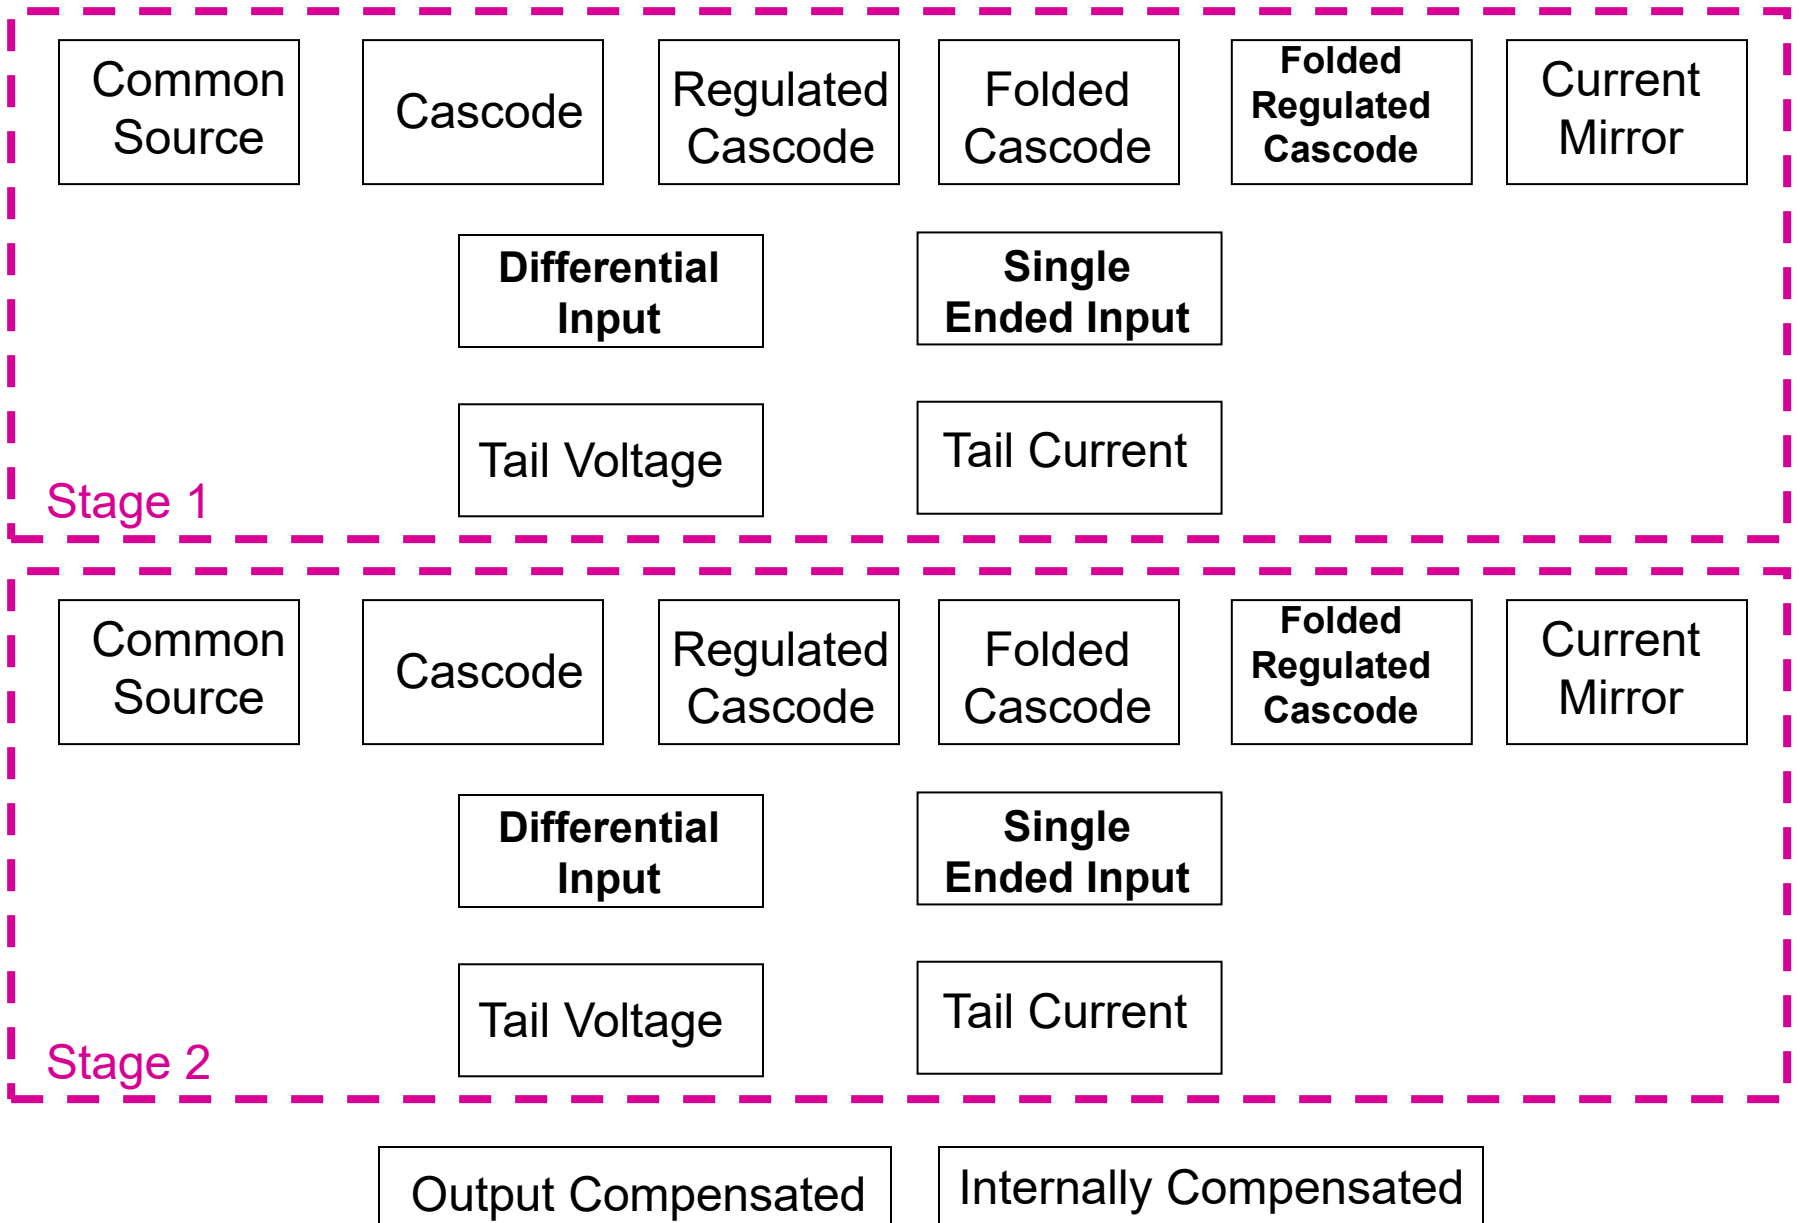 Common
Source
Cascode
Regulated
Cascode
Folded
Cascode
Folded
Regulated
Cascode
Current
Mirror
Differential
Input
Single
Ended Input
Tail Voltage
Tail Current
Stage 1
Common
Source
Cascode
Regulated
Cascode
Folded
Cascode
Folded
Regulated
Cascode
Current
Mirror
Differential
Input
Single
Ended Input
Tail Voltage
Tail Current
Stage 2
Output Compensated
Internally Compensated